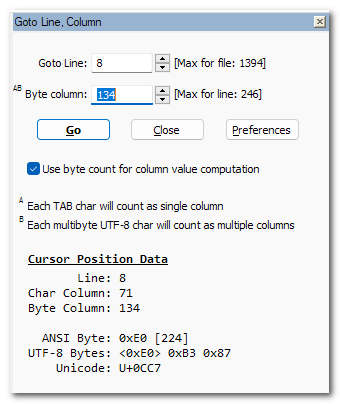 Goto Line, Column
Goto Line: 8 [Max for file: 1394]
AB Byte column: 134 [Max for line: 246]
Go Close Preferences
Use byte count for column value computation
A Each TAB char will count as single column
B Each multibyte UTF-8 char will count as multiple columns
Cursor Position Data
Line: 8
Char Column: 71
Byte Column: 134
ANSI Byte: 0xE0 [224]
UTF-8 Bytes: <0xE0> 0xB3 0x87
Unicode: U+0CC7